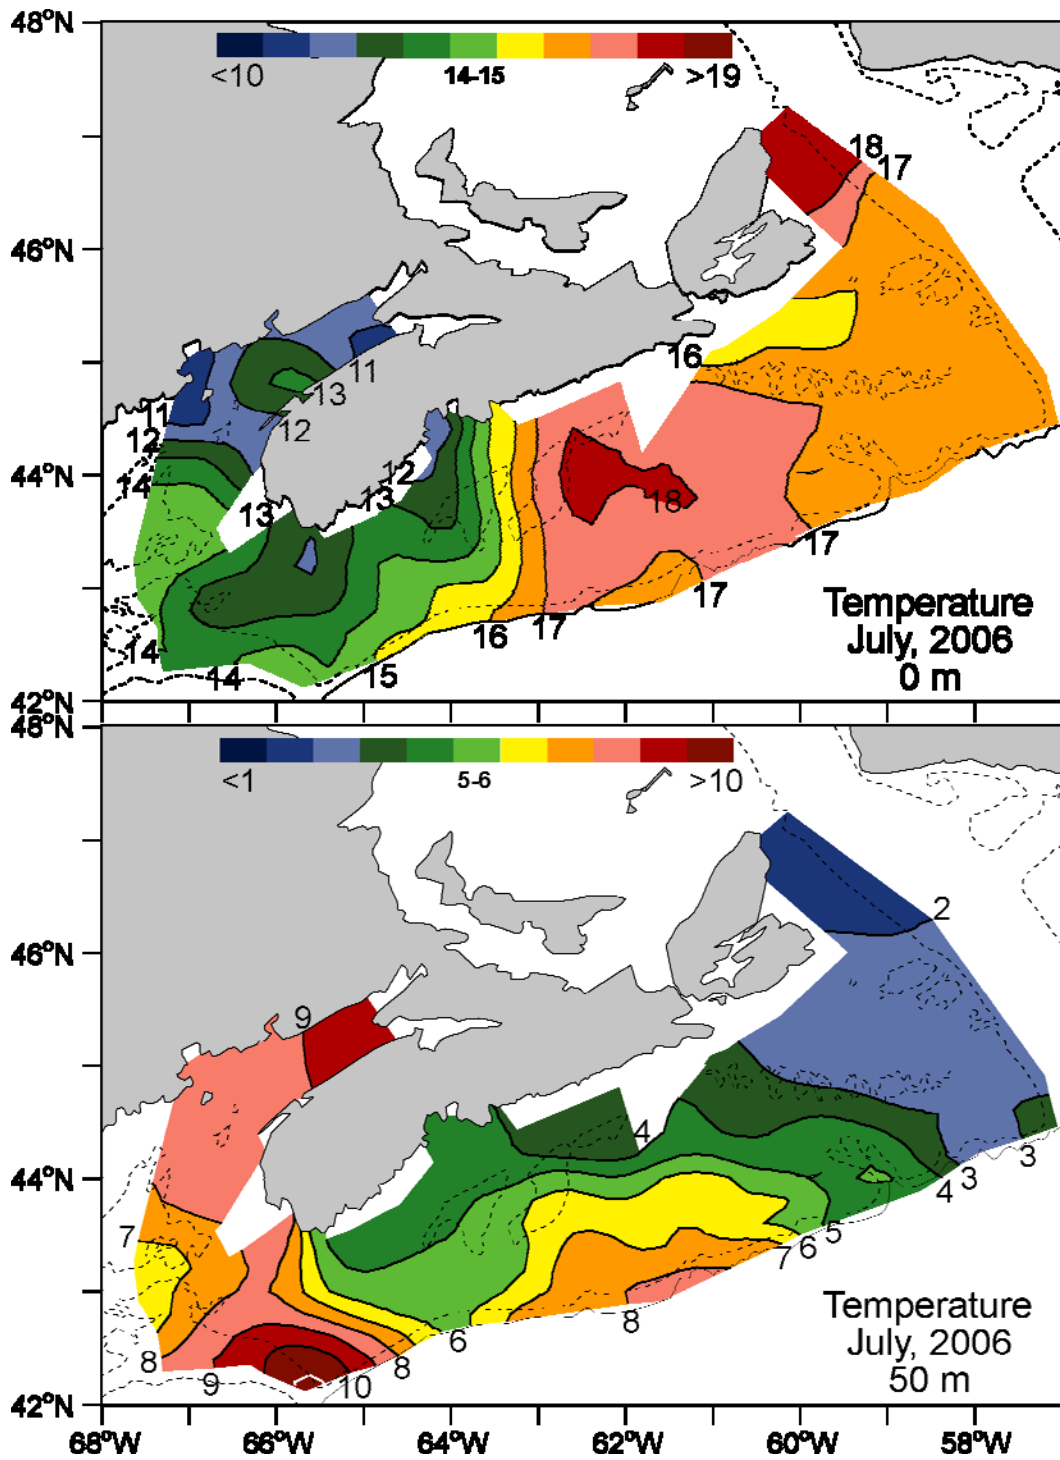 48°N
<10
14-15
>19
18
17
46°N
16
11
13
12
11
12
14
12
13
44°N
13
18
17
17
Temperature
July, 2006
0 m
16
17
15
14
14
42°N
48°N
<1
5-6
>10
2
46°N
9
4
3
3
4
44°N
5
6
7
7
8
6
8
8
9
10
Temperature
July, 2006
50 m
42°N
68°W
66°W
64°W
62°W
60°W
58°W